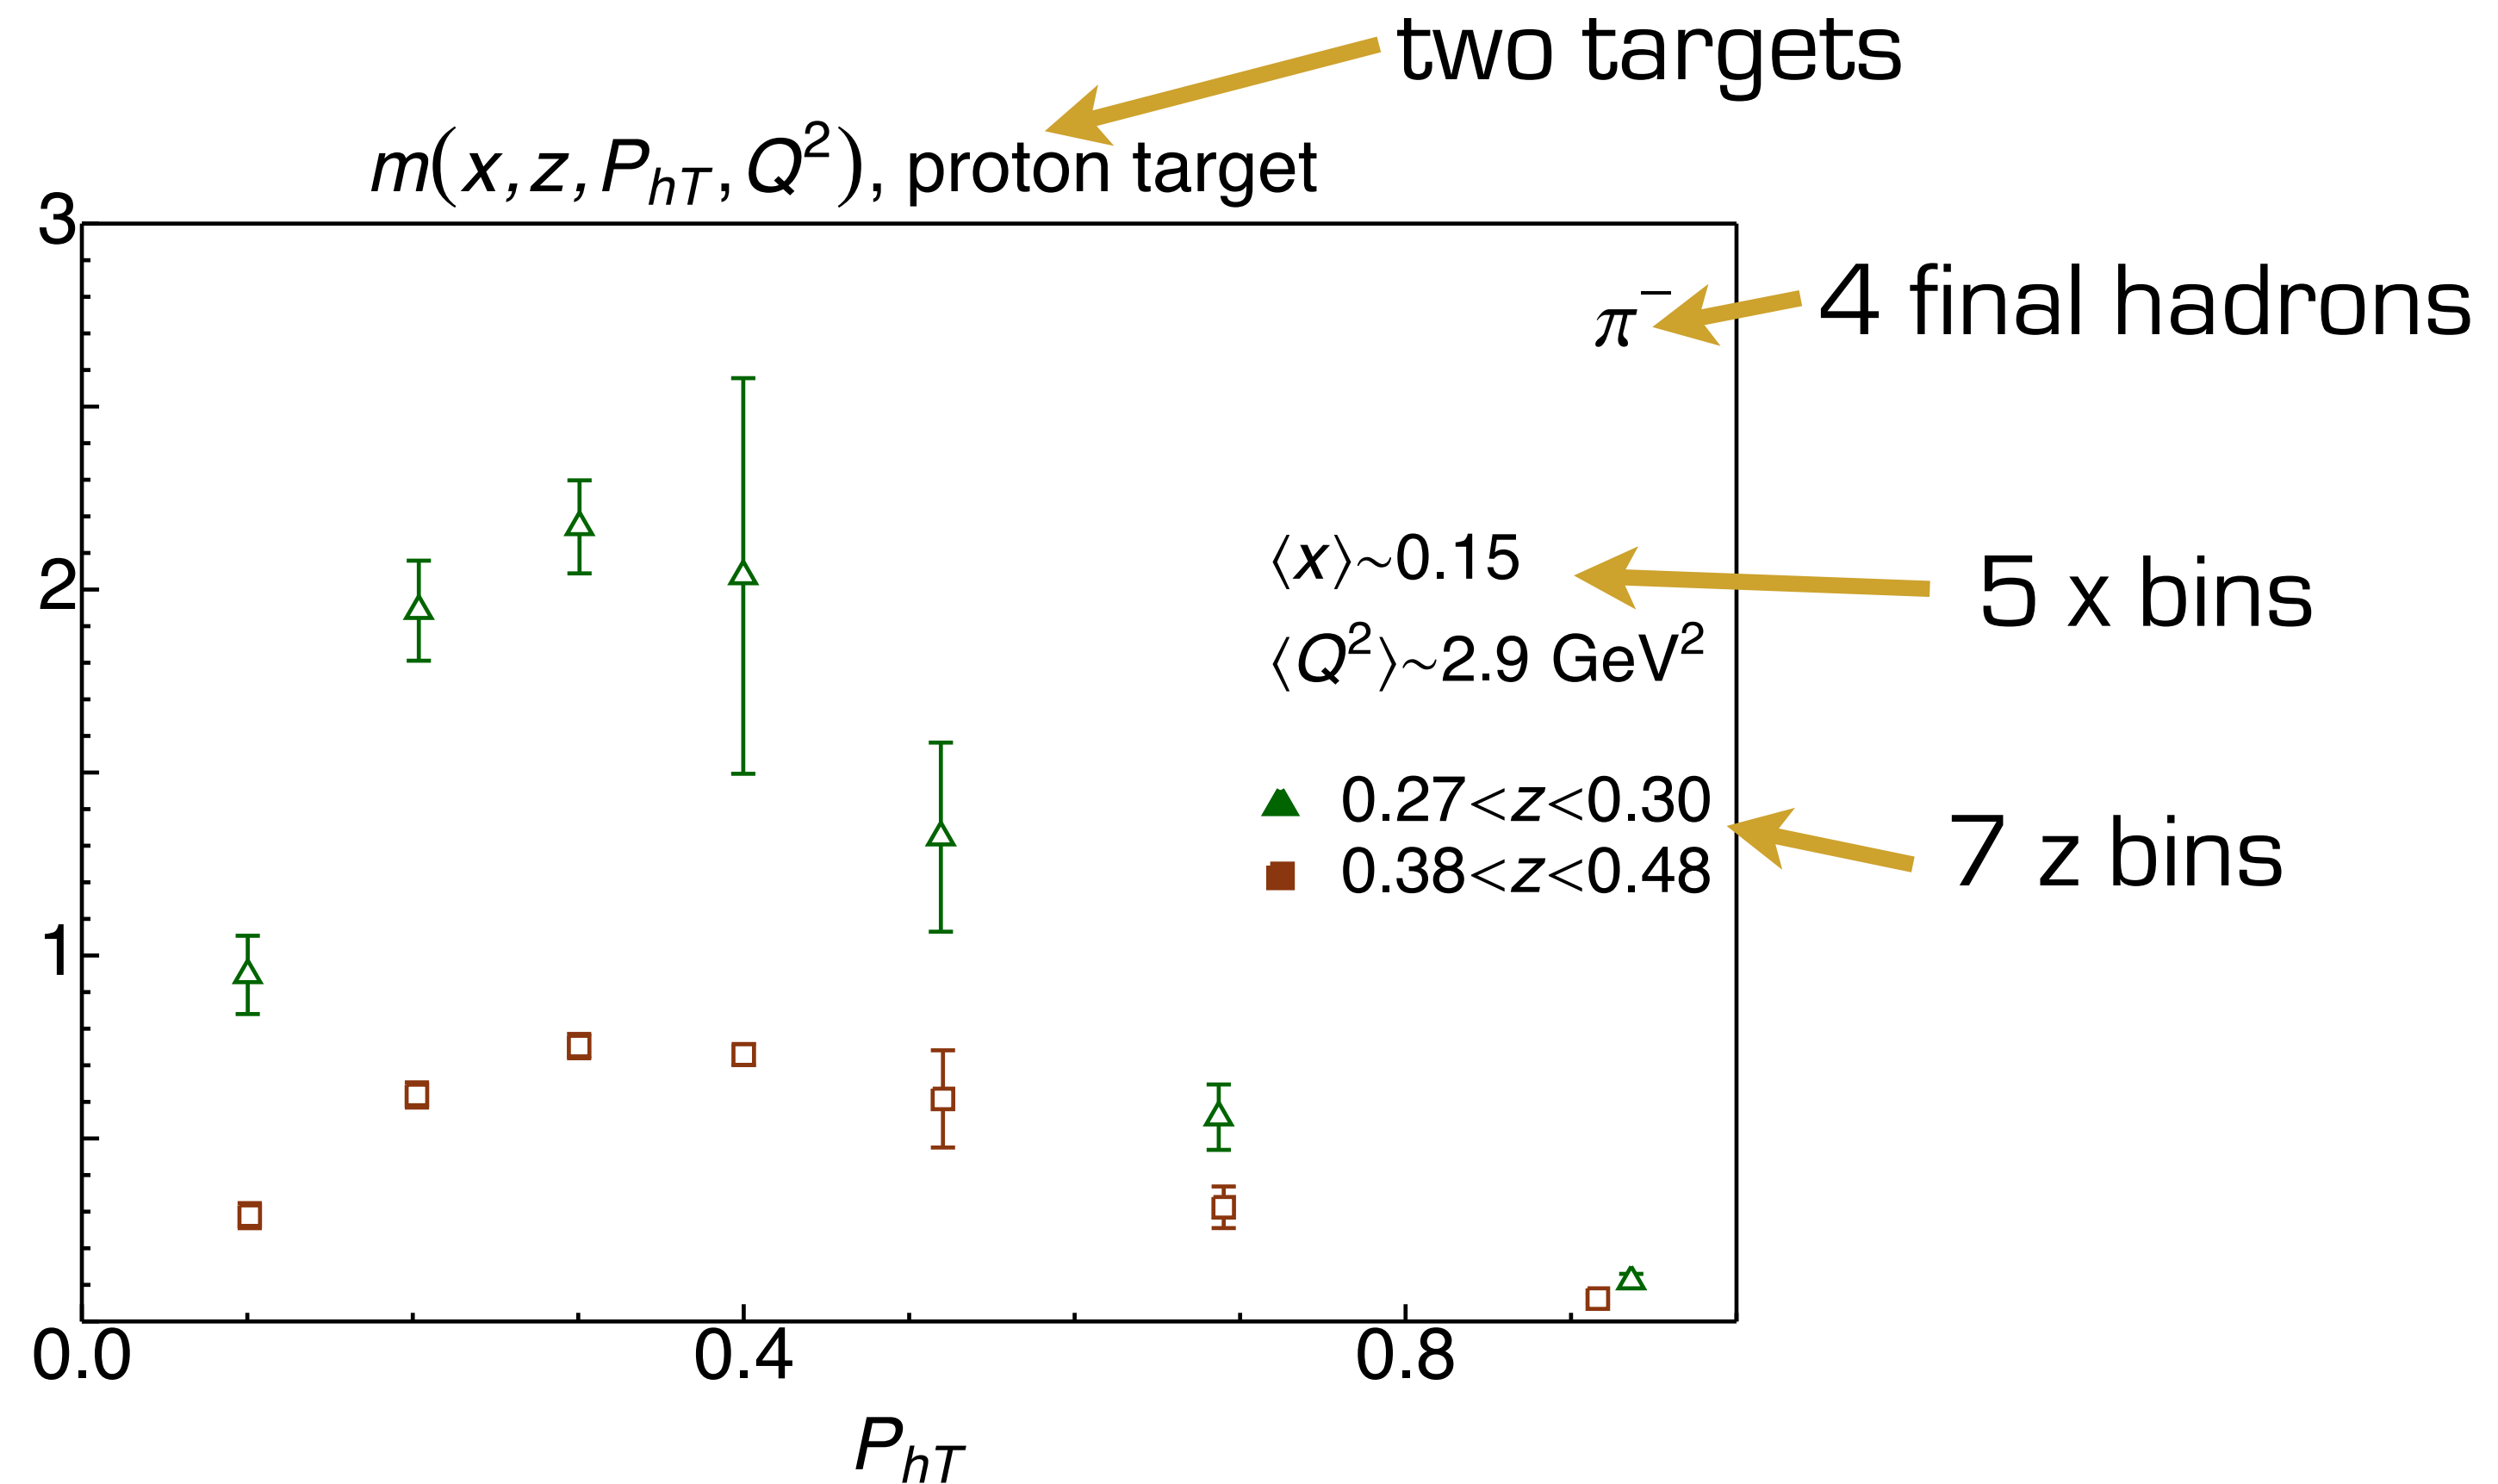 two targets
m(x,z,P_hT,Q²), proton target
3
π⁻
4 final hadrons
2
⟨x⟩~0.15
5 x bins
⟨Q²⟩~2.9 GeV²
0.27<z<0.30
7 z bins
0.38<z<0.48
1
0.0 0.4 0.8
P_hT